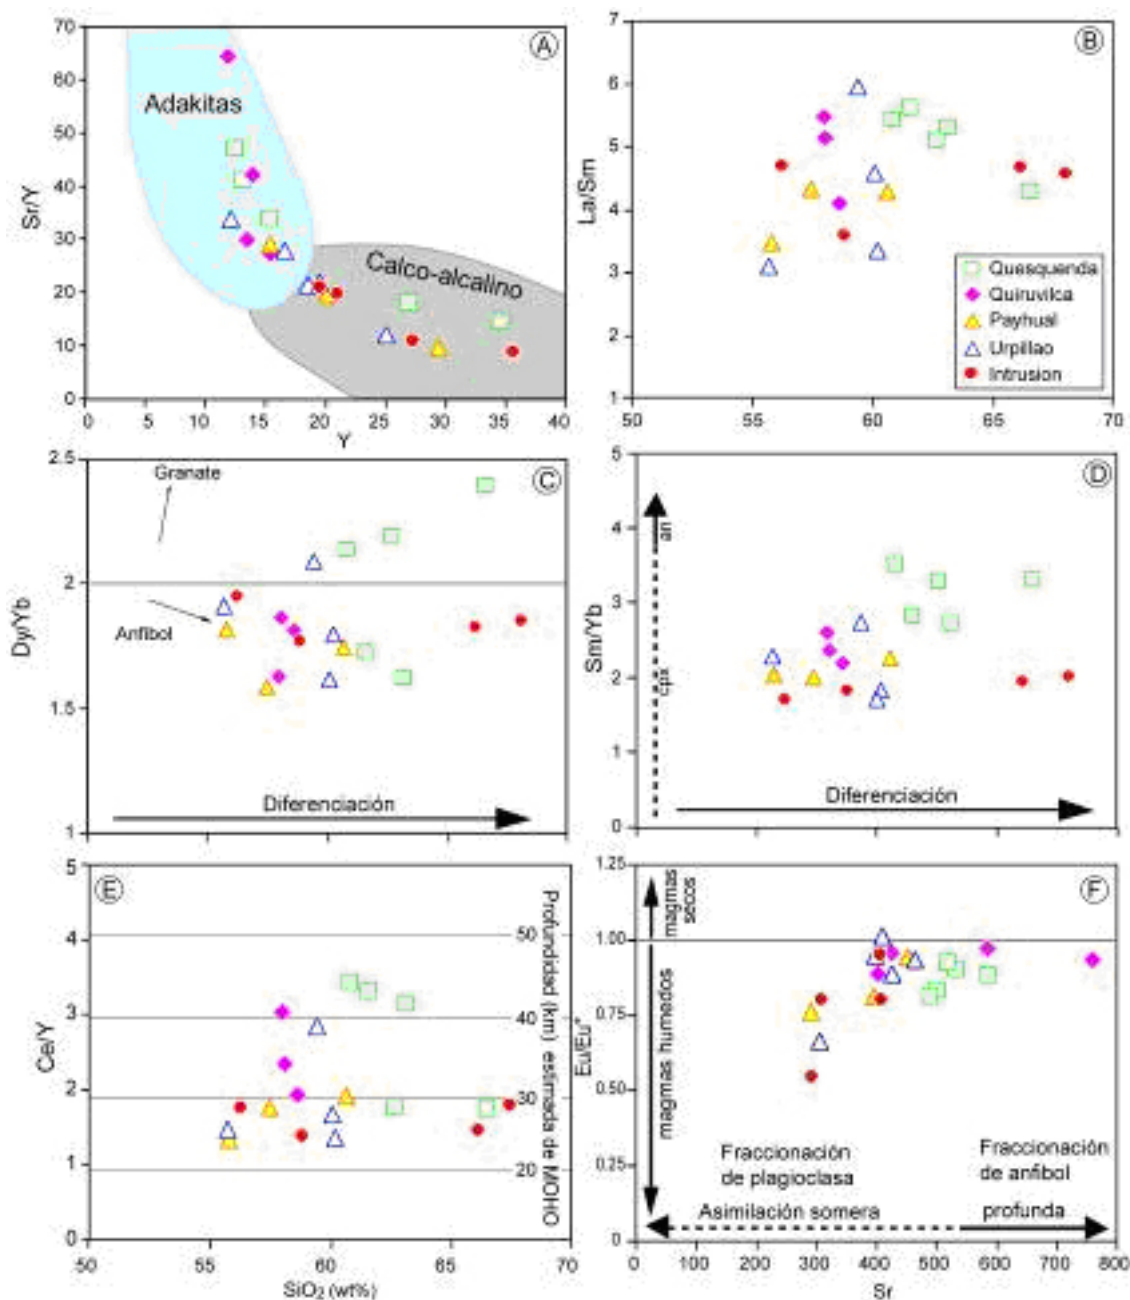 A
70
60
50
40
30
20
10
0
Sr/Y
Adakitas
Calco-alcalino
0 5 10 15 20 25 30 35 40
Y
B
7
6
5
4
3
2
1
La/Sm
Quesquenda
Quiruvilca
Payhual
Urpillao
Intrusion
50 55 60 65 70
C
2.5
2
1.5
1
Dy/Yb
Granate
Anfibol
Diferenciación
D
5
4
3
2
1
0
Sm/Yb
an
cpx
Diferenciación
E
5
4
3
2
1
0
Ce/Y
50
40
30
20
Profundidad (km) estimada de MOHO
50 55 60 65 70
SiO2 (wt%)
F
1.25
1.00
0.75
0.50
0.25
0
Eu/Eu*
magmas
secos
magmas humedos
Fraccionación
de plagioclasa
Fraccionación
de anfibol
profunda
Asimilación somera
0 100 200 300 400 500 600 700 800
Sr